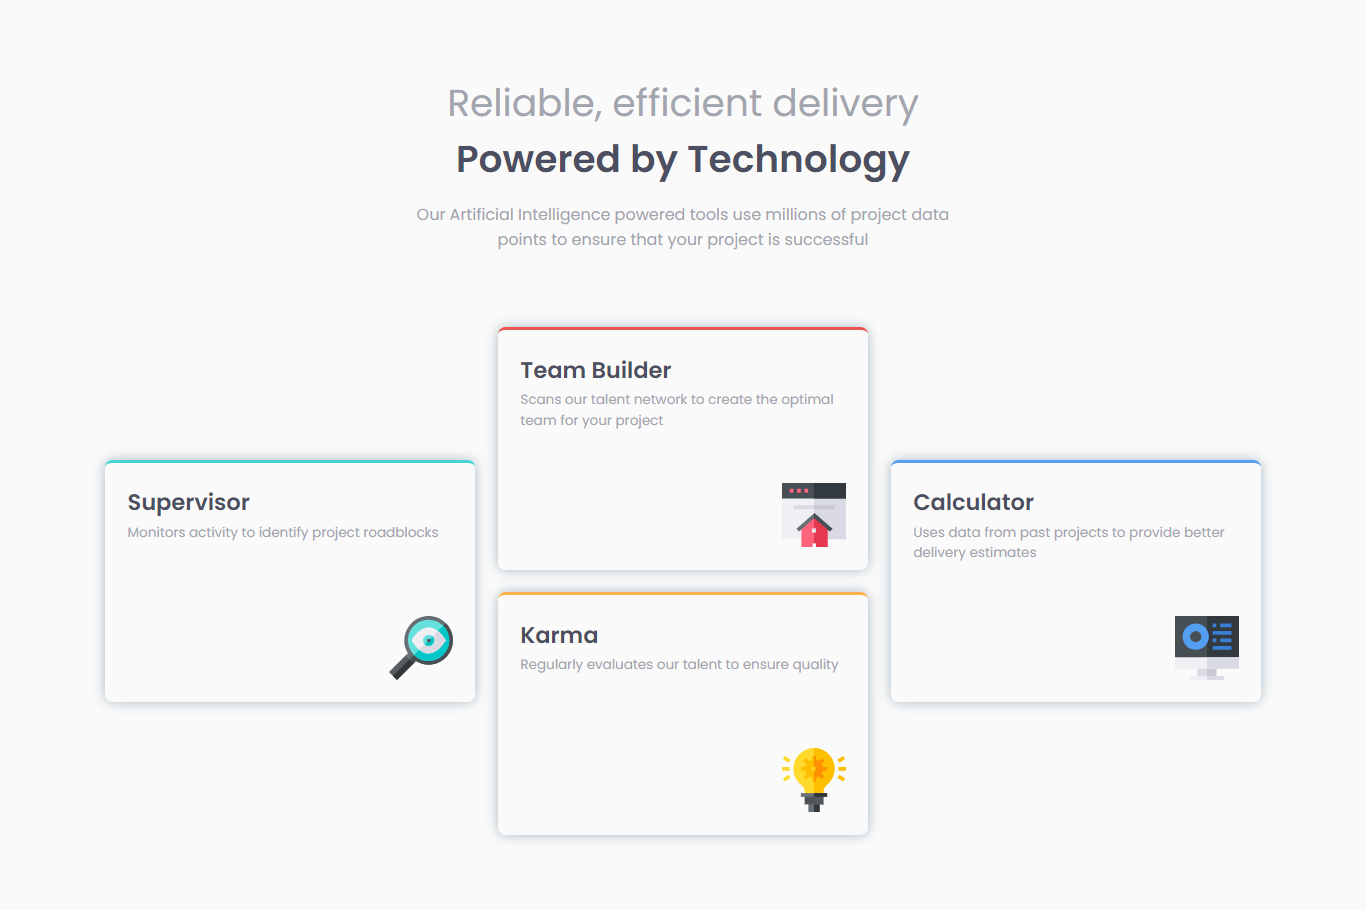 Reliable, efficient delivery
Powered by Technology
Our Artificial Intelligence powered tools use millions of project data
points to ensure that your project is successful
Team Builder
Scans our talent network to create the optimal
team for your project
Supervisor
Monitors activity to identify project roadblocks
Calculator
Uses data from past projects to provide better
delivery estimates
Karma
Regularly evaluates our talent to ensure quality